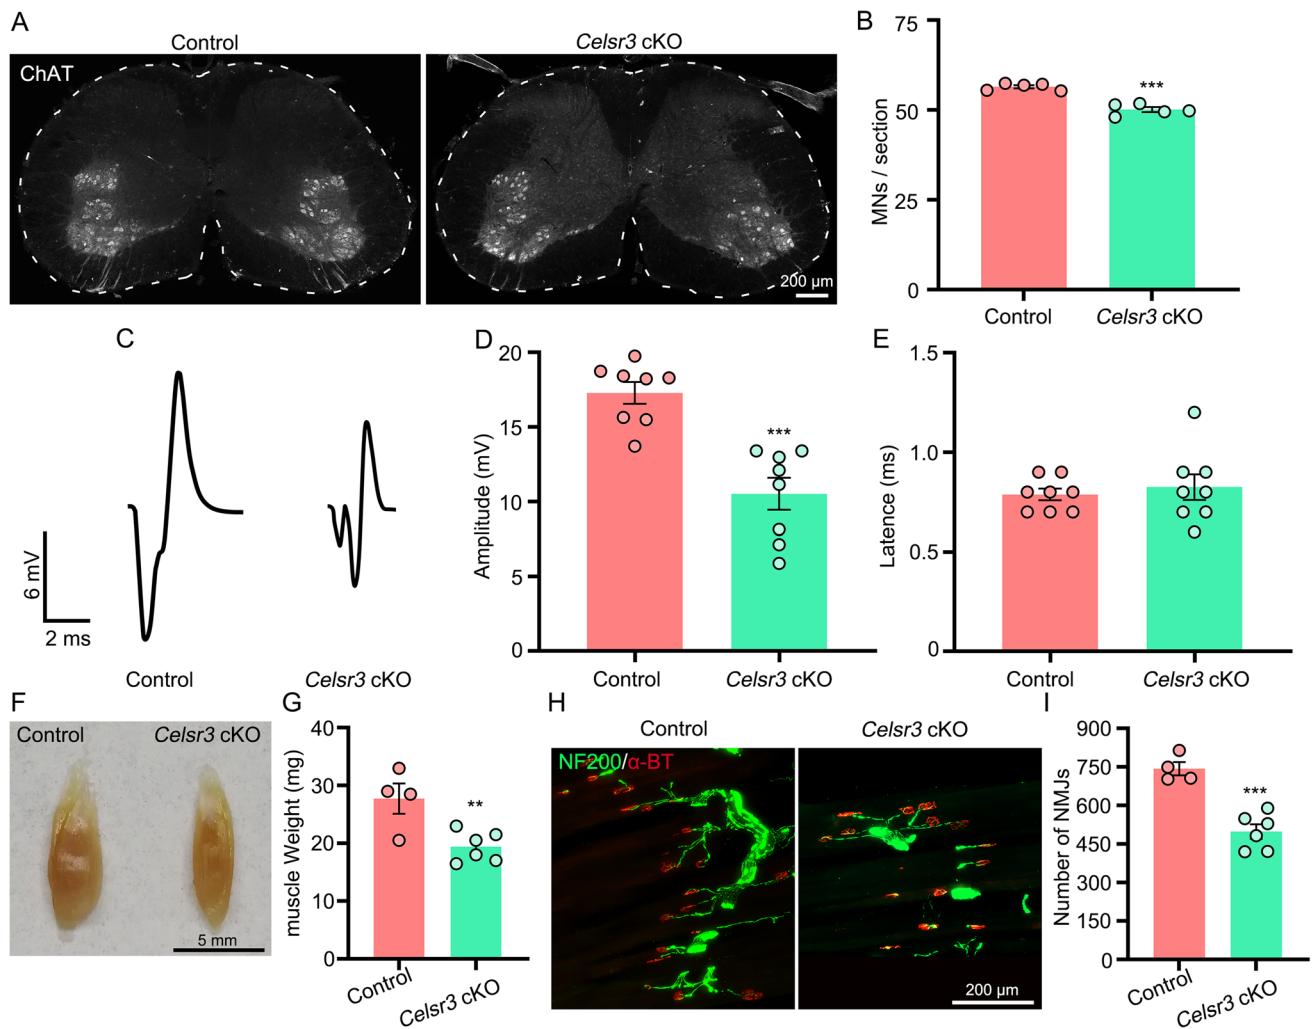 A
Control
Celsr3 cKO
ChAT
200 µm
B
MNs / section
75
50
25
0
***
Control
Celsr3 cKO
C
6 mV
2 ms
Control
Celsr3 cKO
D
Amplitude (mV)
20
15
10
5
0
***
Control
Celsr3 cKO
E
Latence (ms)
1.5
1.0
0.5
0
Control
Celsr3 cKO
F
Control
Celsr3 cKO
5 mm
G
muscle Weight (mg)
40
30
20
10
0
**
Control
Celsr3 cKO
H
Control
Celsr3 cKO
NF200/α-BT
200 µm
I
Number of NMJs
900
750
600
450
300
150
0
***
Control
Celsr3 cKO